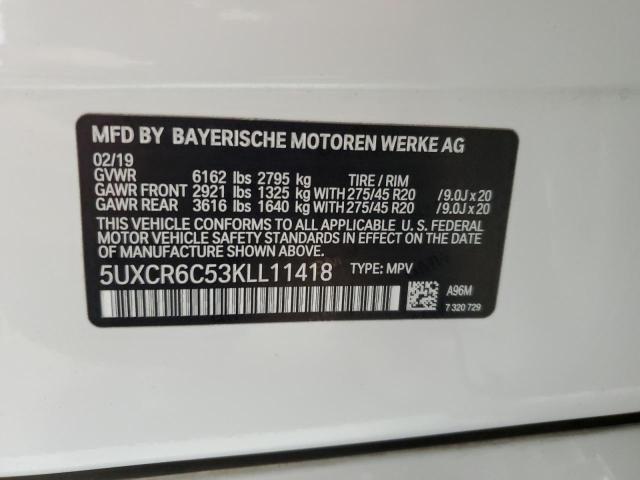 MFD BY BAYERISCHE MOTOREN WERKE AG
02/19
GVWR 6162 lbs 2795 kg TIRE / RIM
GAWR FRONT 2921 lbs 1325 kg WITH 275/45 R20 /9.0J x 20
GAWR REAR 3616 lbs 1640 kg WITH 275/45 R20 /9.0J x 20
THIS VEHICLE CONFORMS TO ALL APPLICABLE U. S. FEDERAL
MOTOR VEHICLE SAFETY STANDARDS IN EFFECT ON THE DATE
OF MANUFACTURE SHOWN ABOVE.
5UXCR6C53KLL11418 TYPE: MPV
A96M
7 320 729